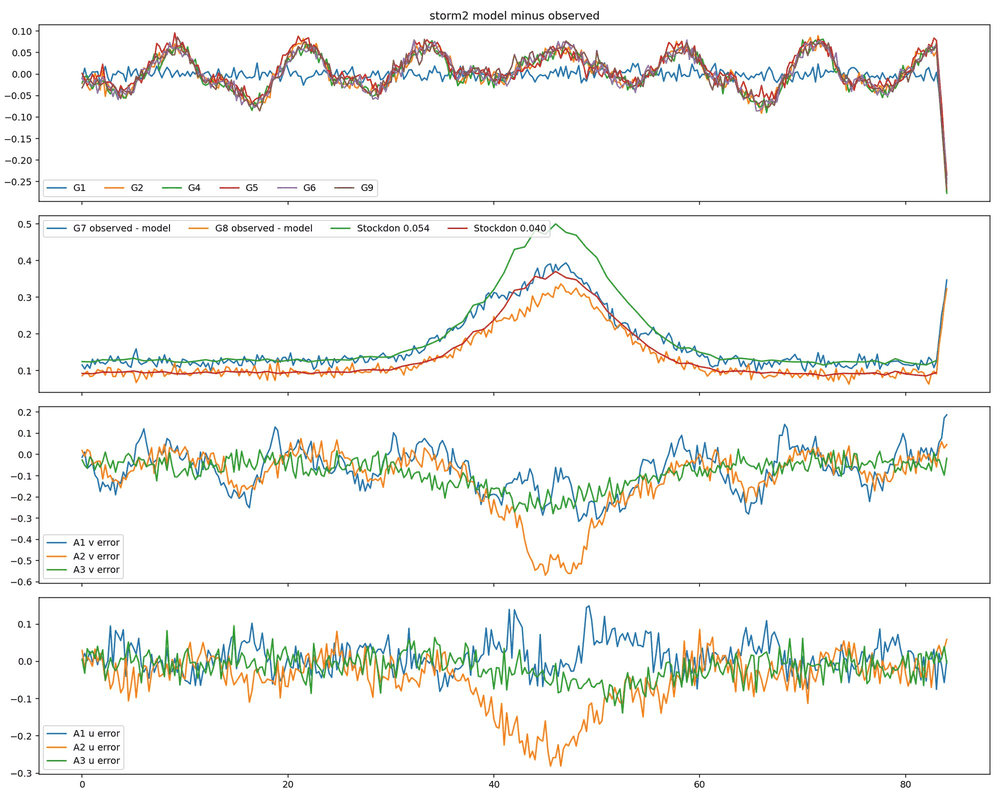 storm2 model minus observed
0.10
0.05
0.00
−0.05
−0.10
−0.15
−0.20
−0.25
G1 G2 G4 G5 G6 G9
0.5
0.4
0.3
0.2
0.1
G7 observed - model G8 observed - model Stockdon 0.054 Stockdon 0.040
0.2
0.1
0.0
−0.1
−0.2
−0.3
−0.4
−0.5
−0.6
A1 v error
A2 v error
A3 v error
0.1
0.0
−0.1
−0.2
−0.3
A1 u error
A2 u error
A3 u error
0 20 40 60 80